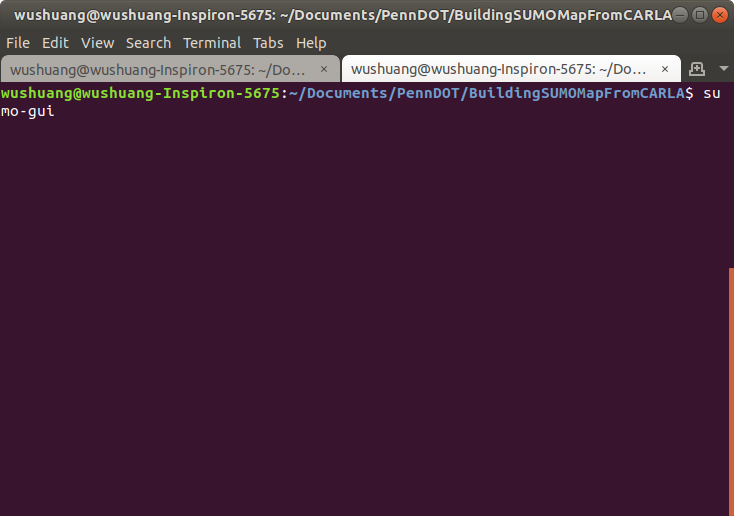 wushuang@wushuang-Inspiron-5675: ~/Documents/PennDOT/BuildingSUMOMapFromCARLA
File Edit View Search Terminal Tabs Help
wushuang@wushuang-Inspiron-5675: ~/Do... × wushuang@wushuang-Inspiron-5675: ~/Do... ×
wushuang@wushuang-Inspiron-5675:~/Documents/PennDOT/BuildingSUMOMapFromCARLA$ su
mo-gui